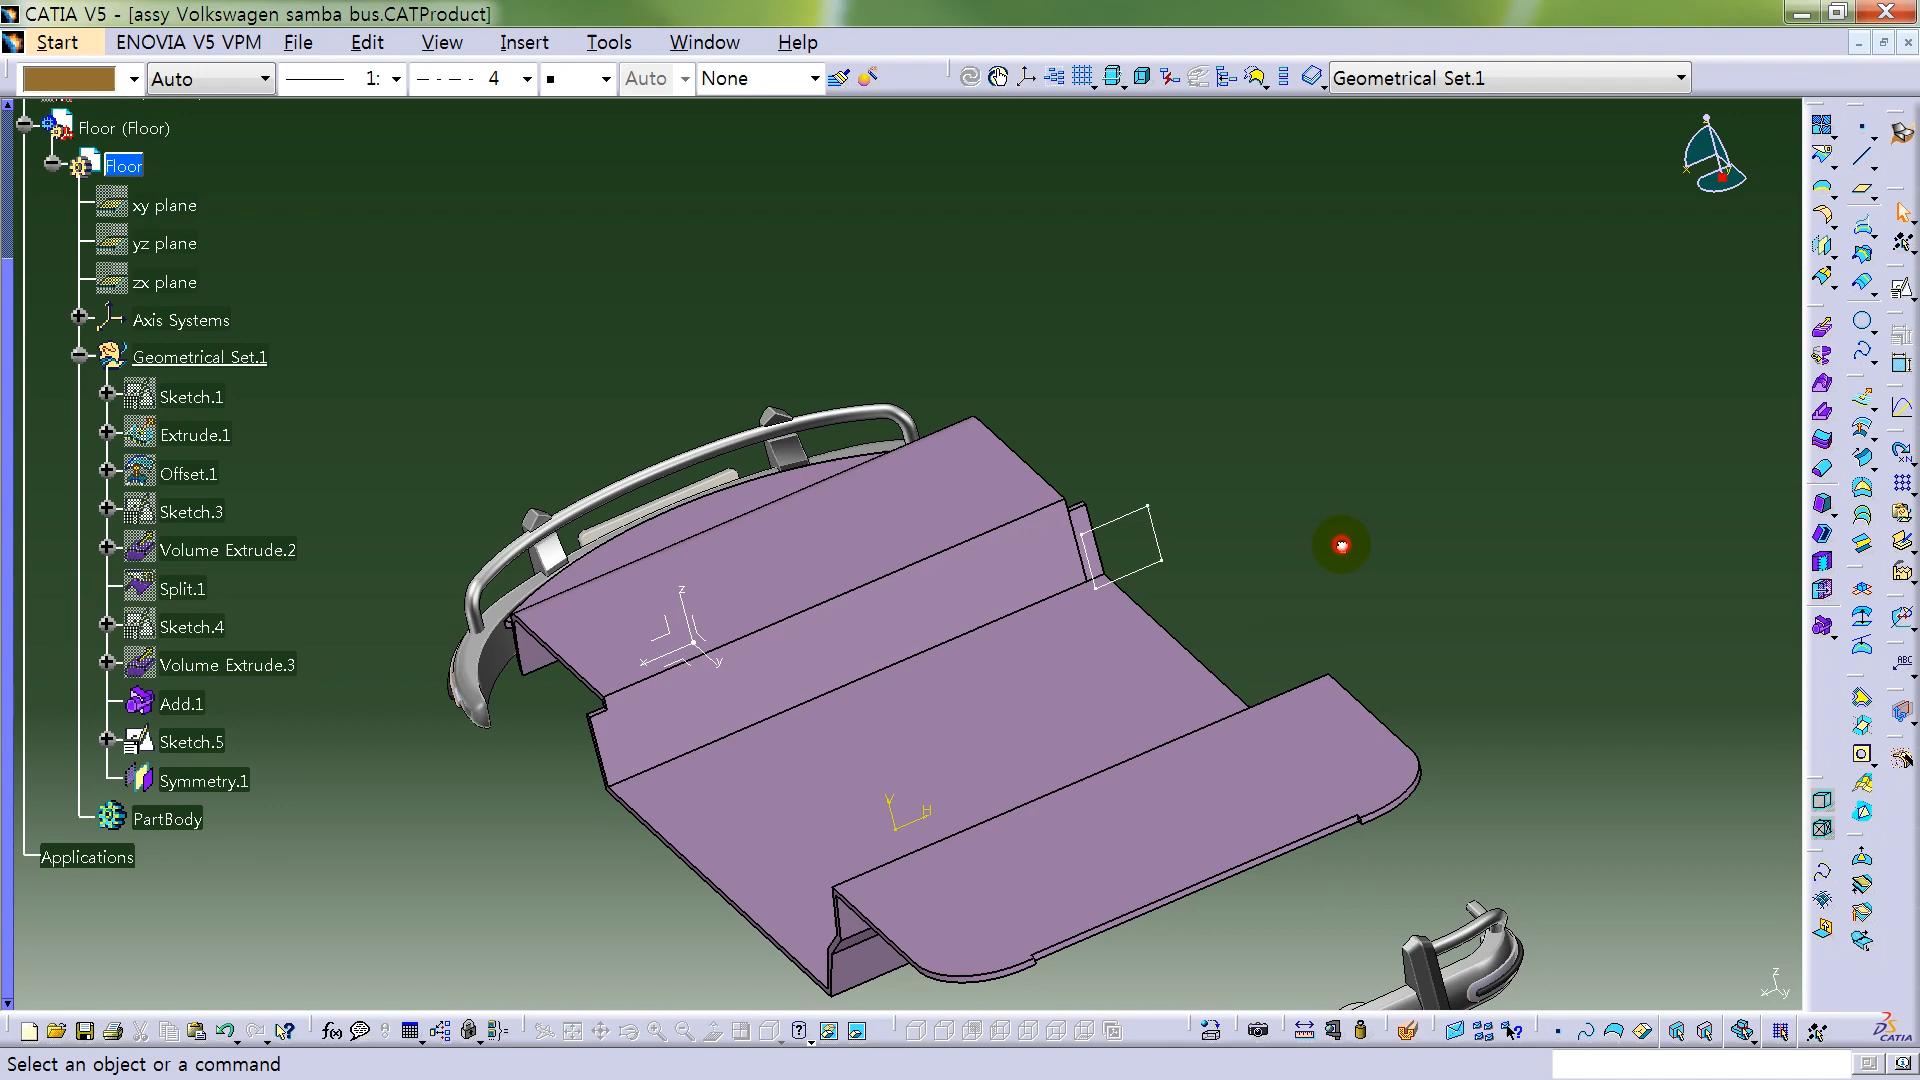 CATIA V5 - [assy Volkswagen samba bus.CATProduct]
Start ENOVIA V5 VPM File Edit View Insert Tools Window Help
Auto 1: 4 Auto None Geometrical Set.1
Floor (Floor)
Floor
xy plane
yz plane
zx plane
Axis Systems
Geometrical Set.1
Sketch.1
Extrude.1
Offset.1
Sketch.3
Volume Extrude.2
Split.1
Sketch.4
Volume Extrude.3
Add.1
Sketch.5
Symmetry.1
PartBody
Applications
z
x
y
V
H
z
x
y
ABC
f(x)
CATIA
Select an object or a command